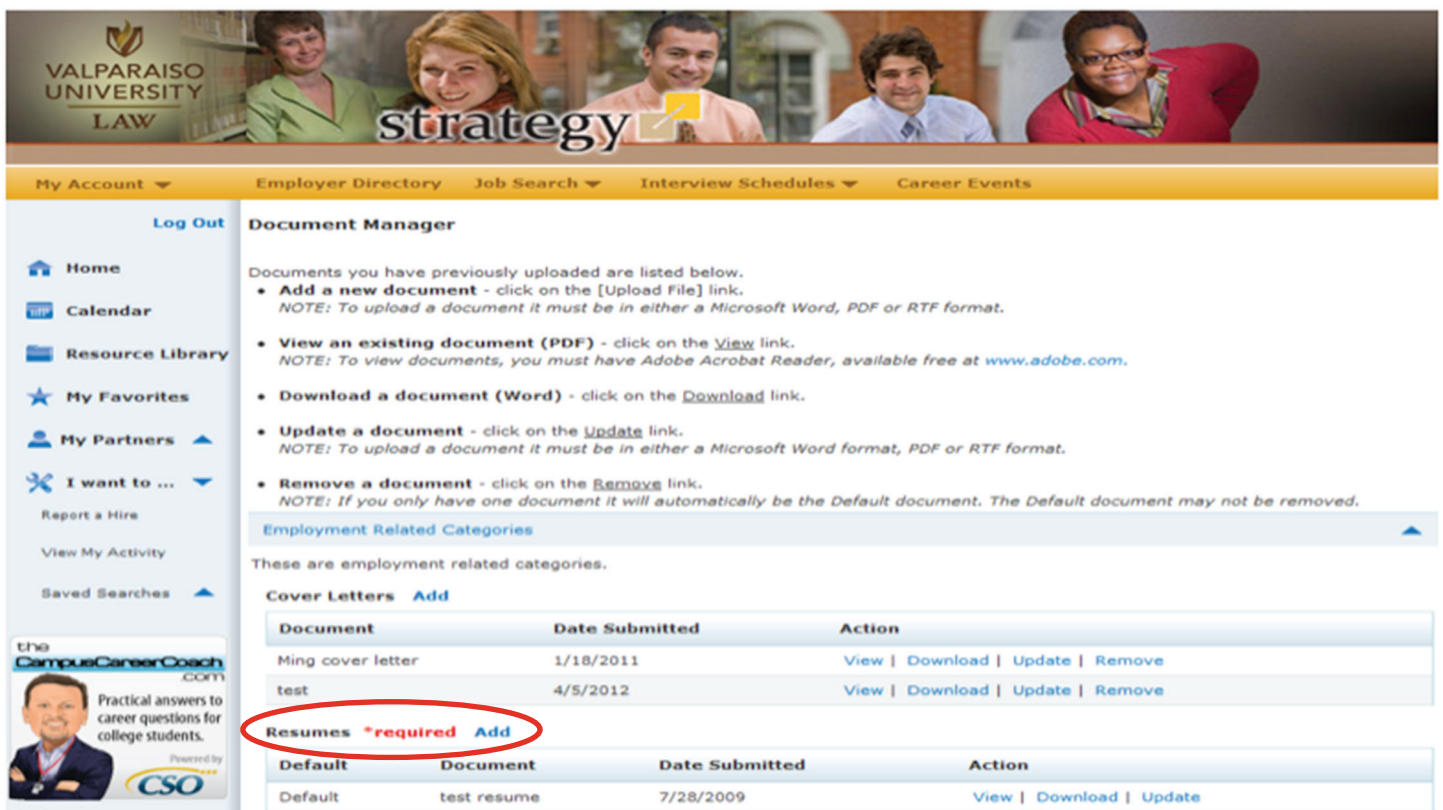 VALPARAISO
UNIVERSITY
LAW
strategy
My Account Employer Directory Job Search Interview Schedules Career Events
Log Out
Home
Calendar
Resource Library
My Favorites
My Partners
I want to ...
Report a Hire
View My Activity
Saved Searches
the
CampusCareerCoach
.com
Practical answers to
career questions for
college students.
Powered by
CSO
Document Manager
Documents you have previously uploaded are listed below.
• Add a new document - click on the [Upload File] link.
NOTE: To upload a document it must be in either a Microsoft Word, PDF or RTF format.
• View an existing document (PDF) - click on the View link.
NOTE: To view documents, you must have Adobe Acrobat Reader, available free at www.adobe.com.
• Download a document (Word) - click on the Download link.
• Update a document - click on the Update link.
NOTE: To upload a document it must be in either a Microsoft Word format, PDF or RTF format.
• Remove a document - click on the Remove link.
NOTE: If you only have one document it will automatically be the Default document. The Default document may not be removed.
Employment Related Categories
These are employment related categories.
Cover Letters Add
Document Date Submitted Action
Ming cover letter 1/18/2011 View | Download | Update | Remove
test 4/5/2012 View | Download | Update | Remove
Resumes *required Add
Default Document Date Submitted Action
Default test resume 7/28/2009 View | Download | Update